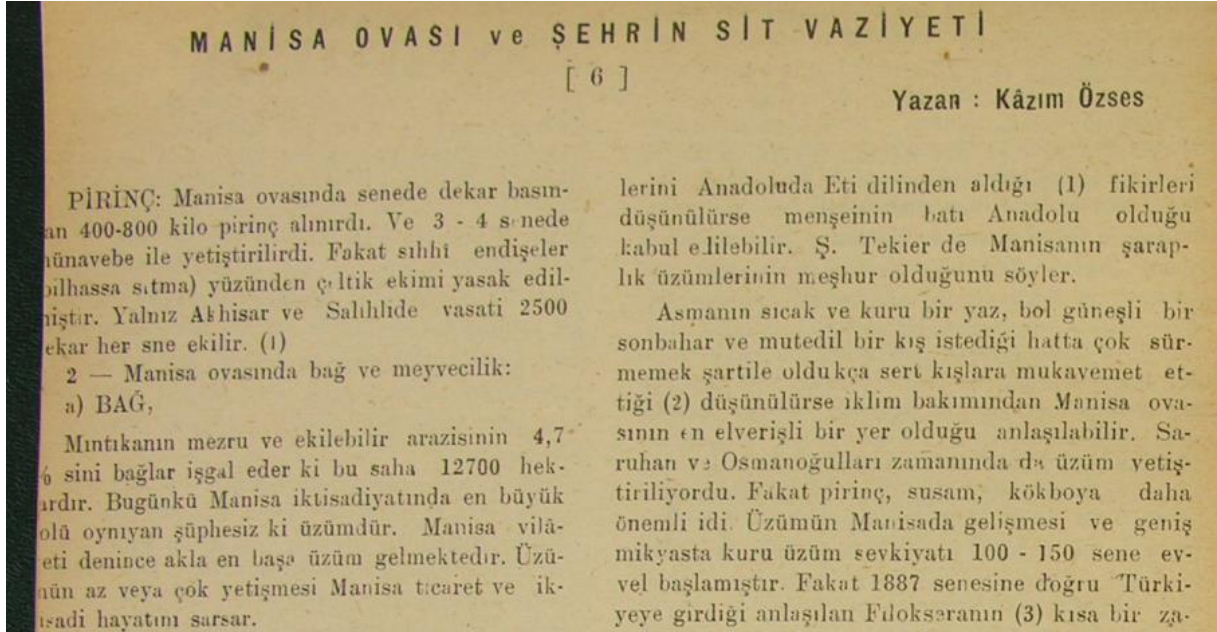 MANİSA OVASI ve ŞEHRİN SİT VAZİYETİ
[ 6 ]
Yazan : Kâzım Özses
PİRİNÇ: Manisa ovasında senede dekar basın-
an 400-800 kilo pirinç alınırdı. Ve 3 - 4 senede
ünavebe ile yetiştirilirdi. Fakat sıhhî endişeler
bilhassa sıtma) yüzünden çeltik ekimi yasak edil-
iştir. Yalnız Akhisar ve Salihlide vasati 2500
ekar her sne ekilir. (1)
2 — Manisa ovasında bağ ve meyvecilik:
a) BAĞ,
Mıntıkanın mezru ve ekilebilir arazisinin 4,7
% sini bağlar işgal eder ki bu saha 12700 hek-
ardır. Bugünkü Manisa iktisadiyatında en büyük
olü oynıyan şüphesiz ki üzümdür. Manisa vilâ-
eti denince akla en başa üzüm gelmektedir. Üzü-
ün az veya çok yetişmesi Manisa ticaret ve ik-
isadi hayatını sarsar.
lerini Anadoluda Eti dilinden aldığı (1) fikirleri
düşünülürse menşeinin batı Anadolu olduğu
kabul edilebilir. Ş. Tekier de Manisanın şarap-
lık üzümlerinin meşhur olduğunu söyler.
Asmanın sıcak ve kuru bir yaz, bol güneşli bir
sonbahar ve mutedil bir kış istediği hatta çok sür-
memek şartile oldukça sert kışlara mukavemet et-
tiği (2) düşünülürse iklim bakımından Manisa ova-
sının en elverişli bir yer olduğu anlaşılabilir. Sa-
ruhan ve Osmanoğulları zamanında da üzüm yetiş-
tiriliyordu. Fakat pirinç, susam, kökboya daha
önemli idi. Üzümün Manisada gelişmesi ve geniş
mikyasta kuru üzüm sevkiyatı 100 - 150 sene ev-
vel başlamıştır. Fakat 1887 senesine doğru Türki-
yeye girdiği anlaşılan Filokseranın (3) kısa bir za-